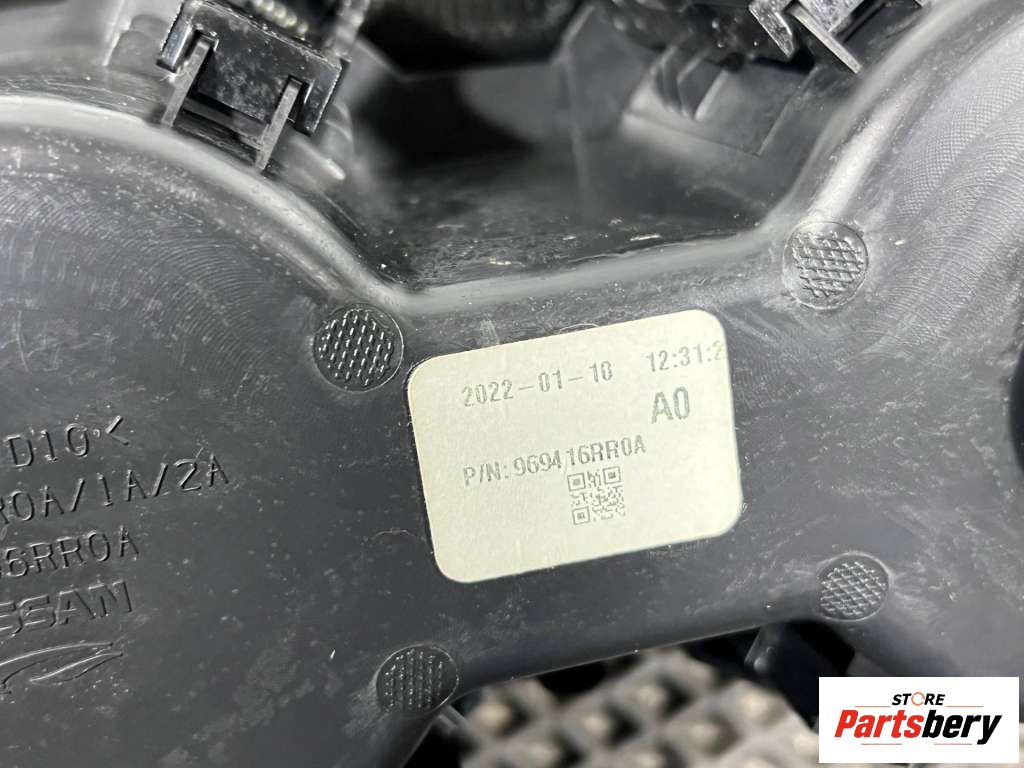 2022-01-10 12:31:2
A0
P/N:969416RR0A
D10<
R0A/1A/2A
6RR0A
SSAN
STORE
Partsbery